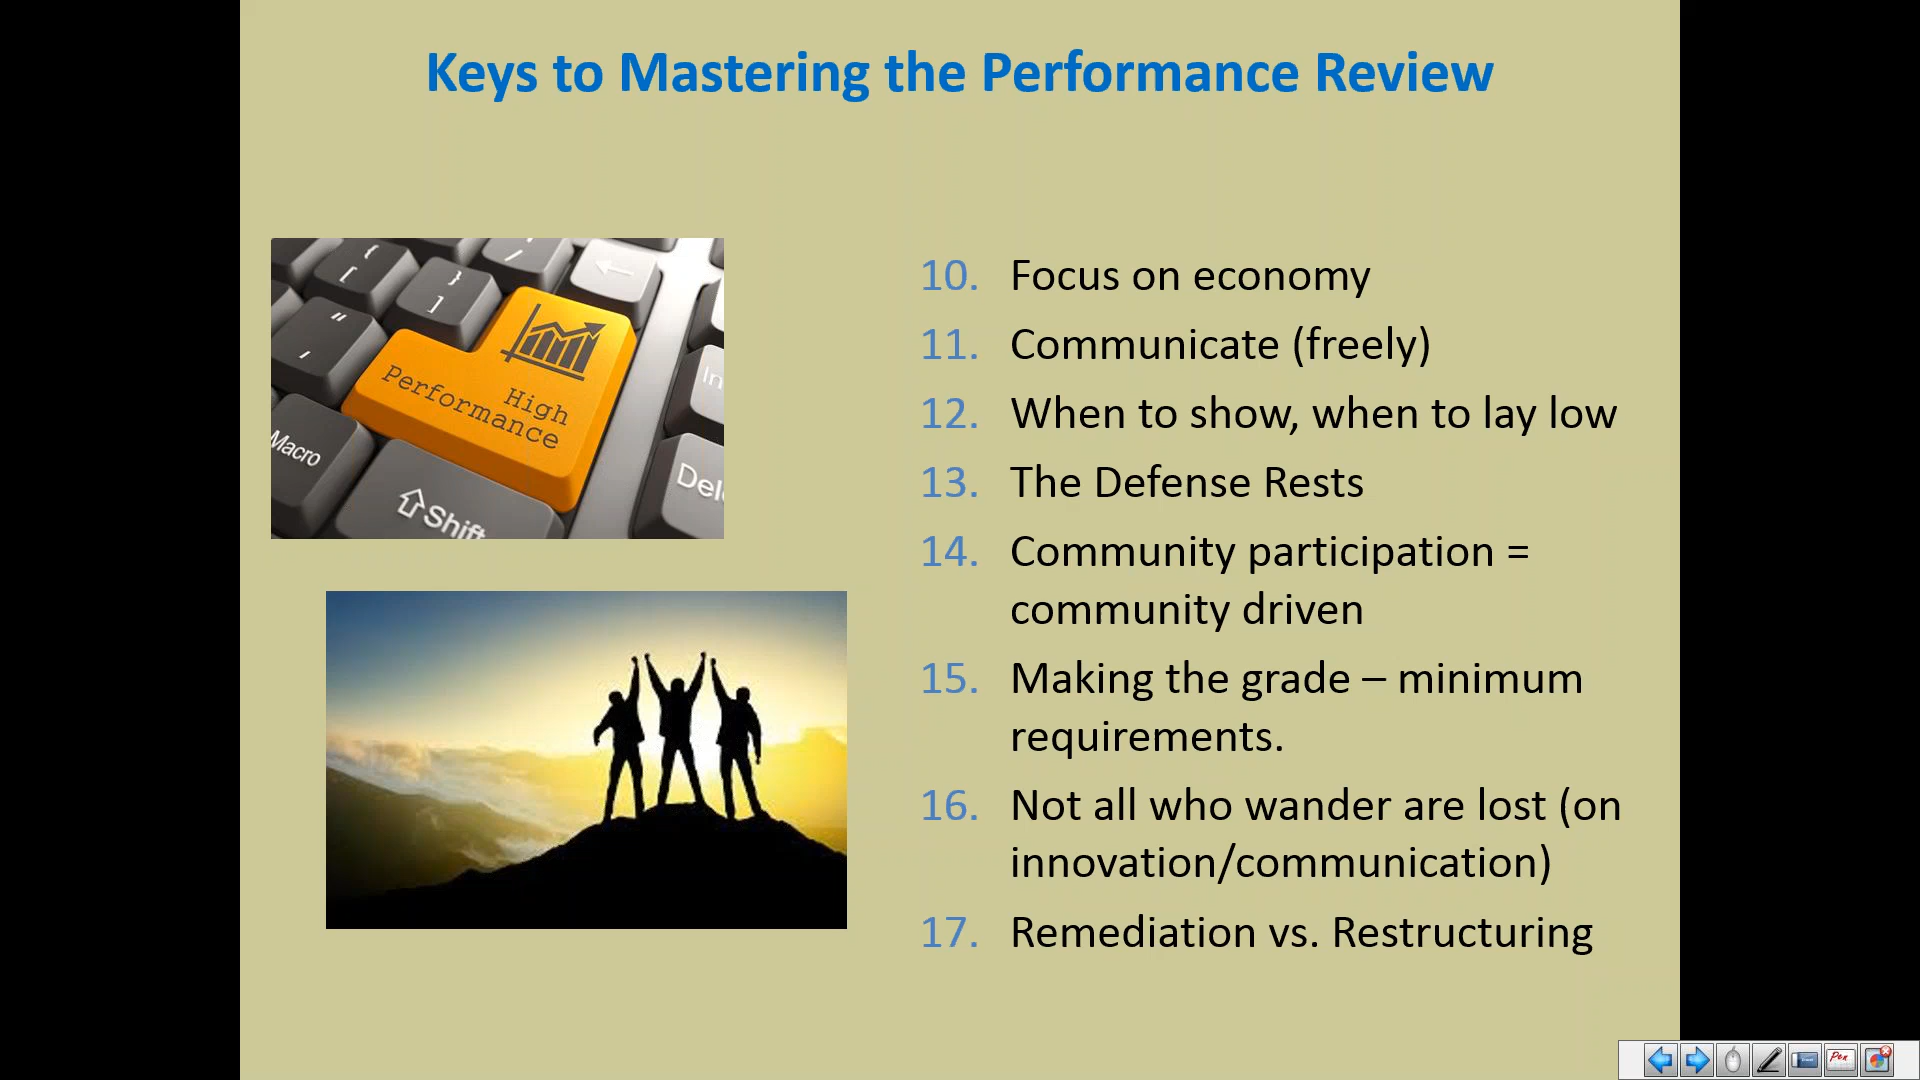 Keys to Mastering the Performance Review
{
[
}
]
"
'
High
Performance
Macro
Shift
In
Del
10. Focus on economy
11. Communicate (freely)
12. When to show, when to lay low
13. The Defense Rests
14. Community participation =
community driven
15. Making the grade – minimum
requirements.
16. Not all who wander are lost (on
innovation/communication)
17. Remediation vs. Restructuring
Pen